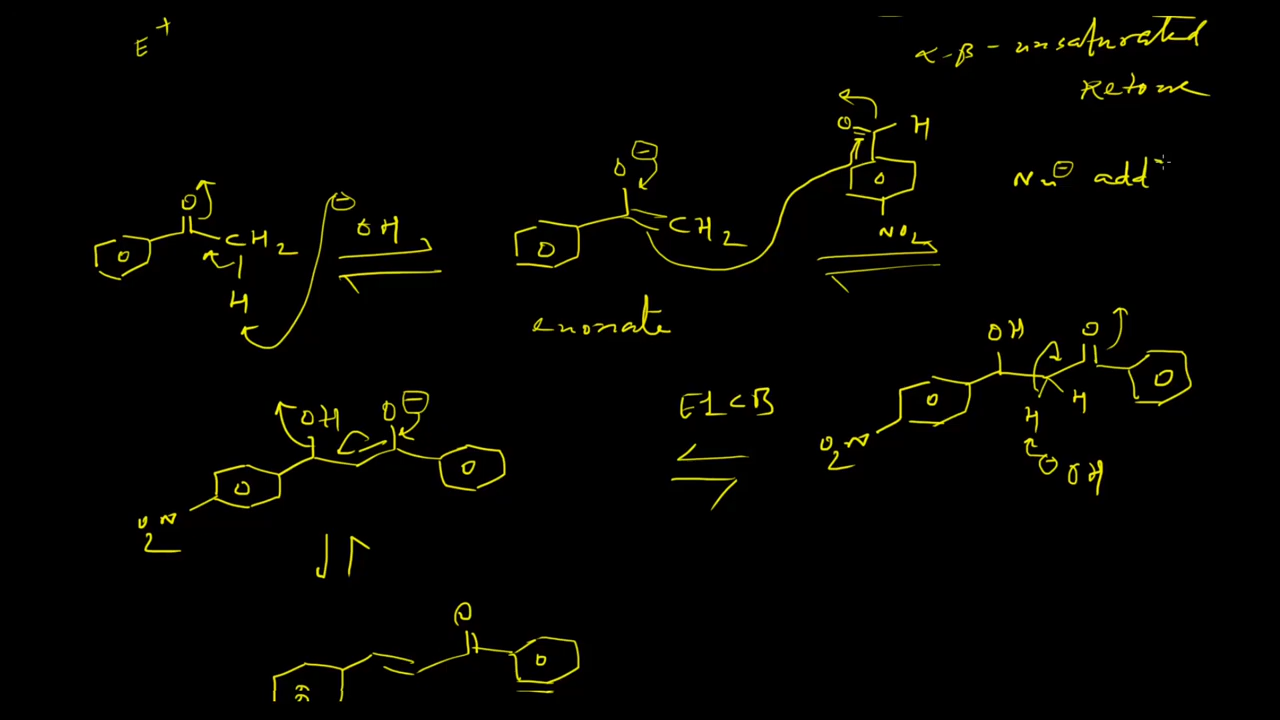 E+
α-β-unsaturated
Ketone
Nu⊖ add
O
CH2
H
⊖OH
O⊖
CH2
O
H
NO2
enonate
OH
O
H
H
O2N
⊖OH
E1CB
OH
O⊖
O2N
O